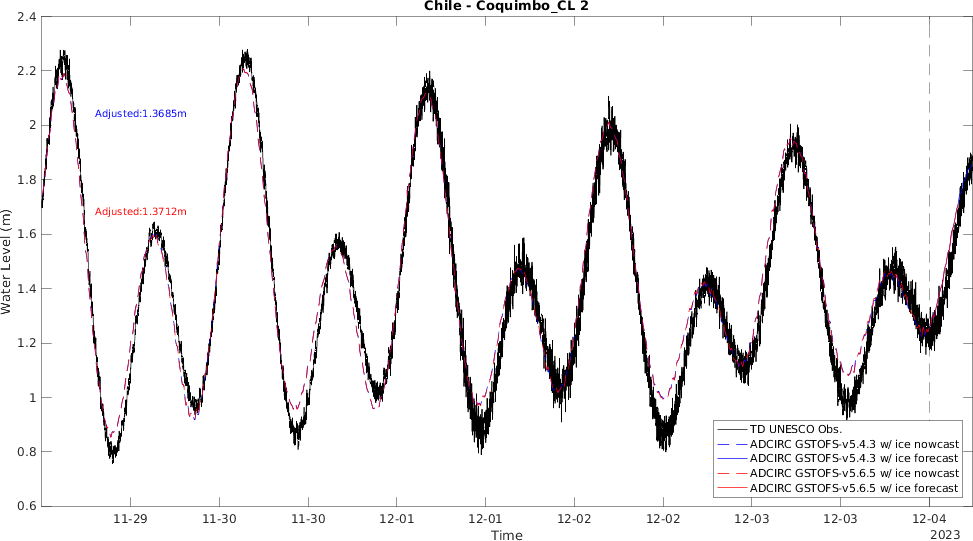 Chile - Coquimbo_CL 2
Water Level (m)
2.4
2.2
2
1.8
1.6
1.4
1.2
1
0.8
0.6
Adjusted:1.3685m
Adjusted:1.3712m
TD UNESCO Obs.
ADCIRC GSTOFS-v5.4.3 w/ ice nowcast
ADCIRC GSTOFS-v5.4.3 w/ ice forecast
ADCIRC GSTOFS-v5.6.5 w/ ice nowcast
ADCIRC GSTOFS-v5.6.5 w/ ice forecast
11-29 11-30 11-30 12-01 12-01 12-02 12-02 12-03 12-03 12-04
Time
2023